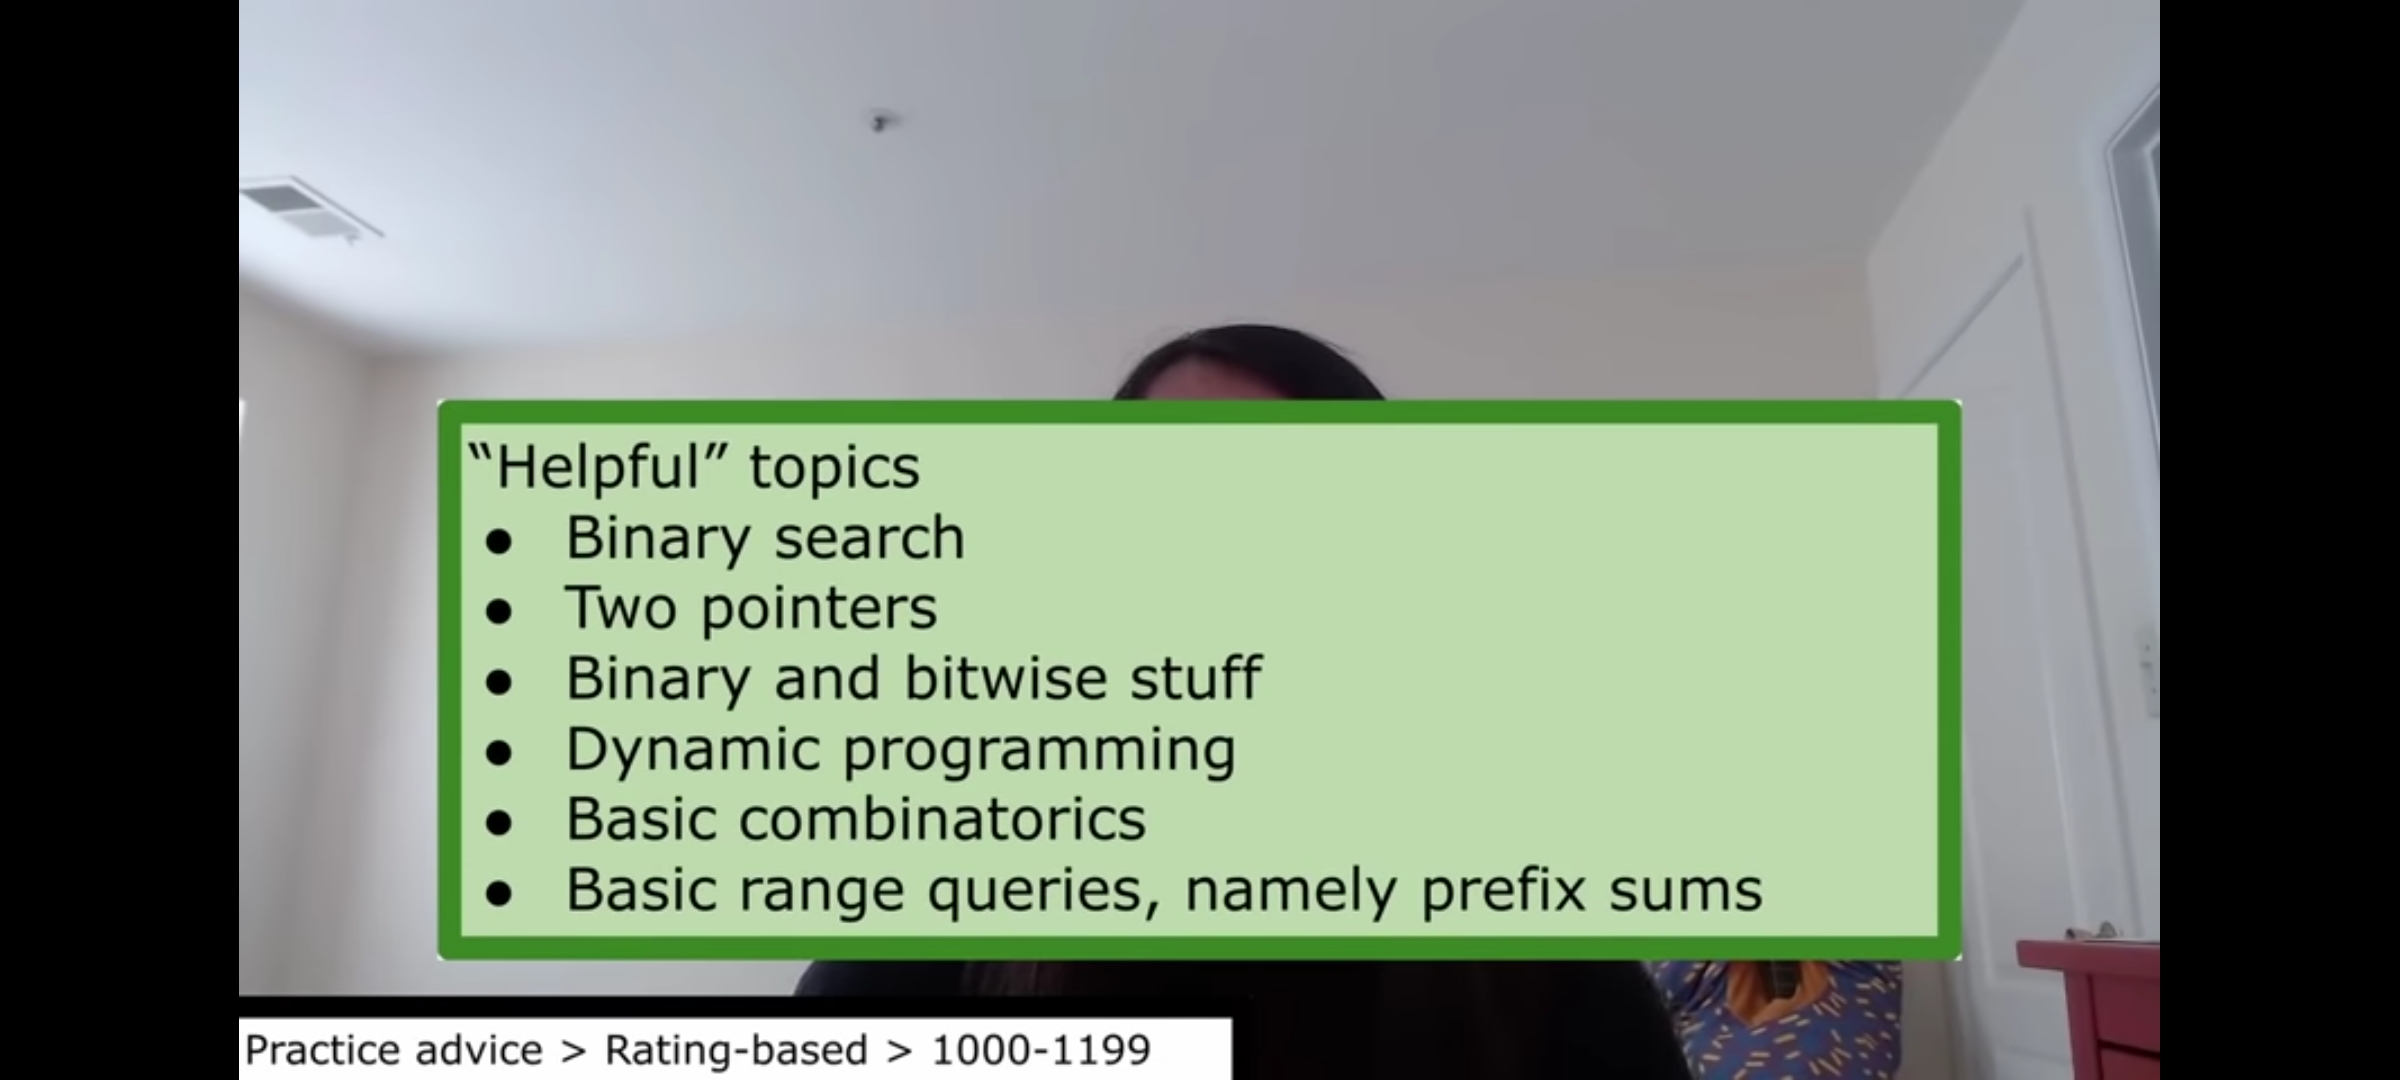 “Helpful” topics
● Binary search
● Two pointers
● Binary and bitwise stuff
● Dynamic programming
● Basic combinatorics
● Basic range queries, namely prefix sums
Practice advice > Rating-based > 1000-1199